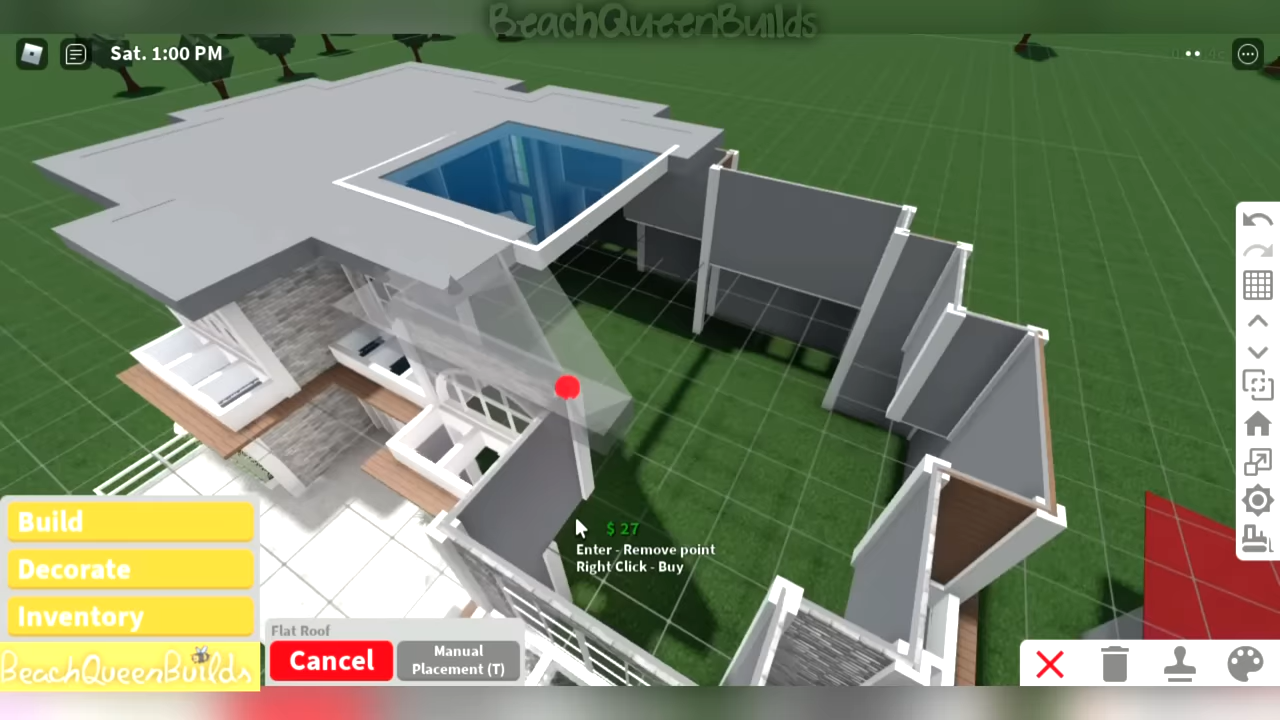 BeachQueenBuilds
Sat. 1:00 PM
$ 27
Enter - Remove point
Right Click - Buy
Build
Decorate
Inventory
BeachQueenBuilds
Flat Roof
Cancel
Manual
Placement (T)